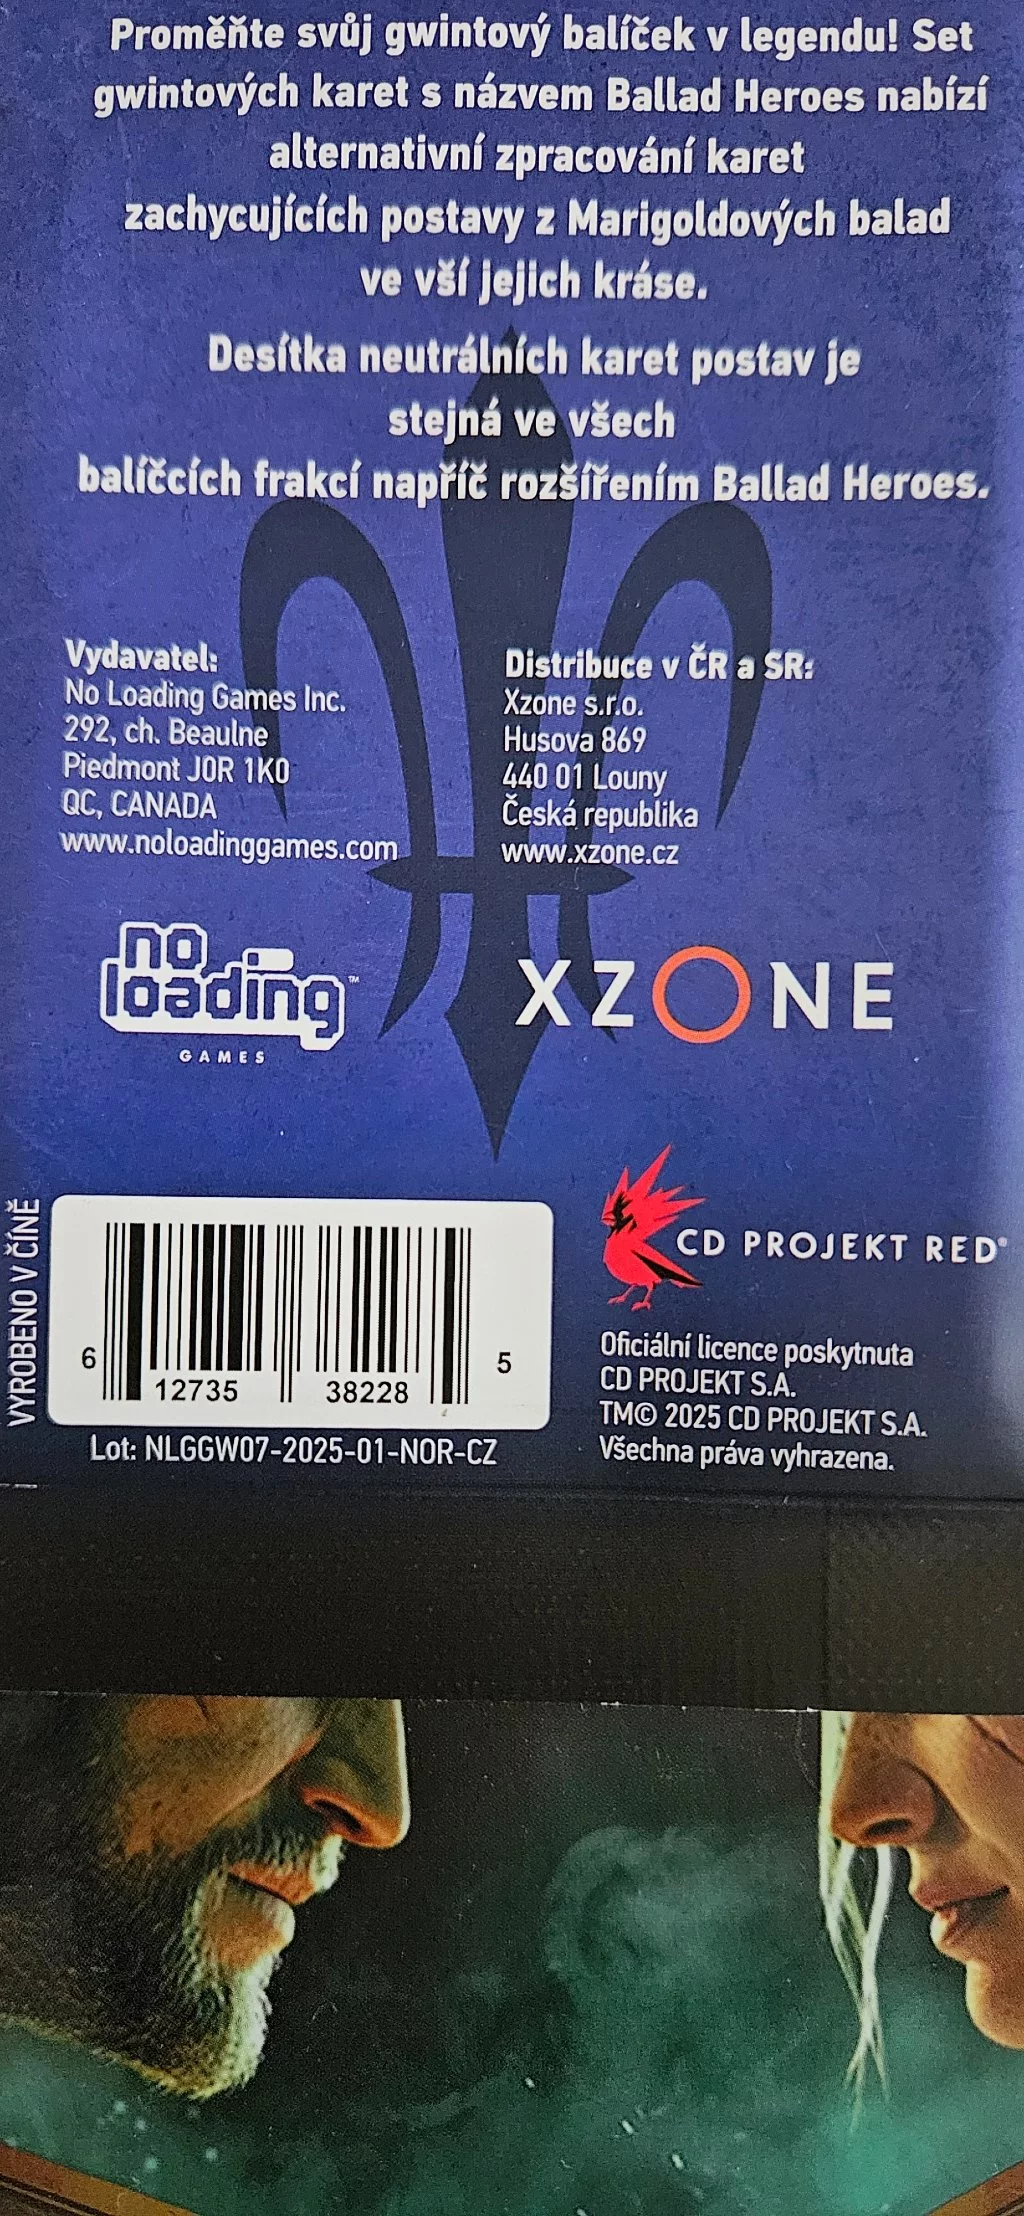 Proměňte svůj gwintový balíček v legendu! Set
gwintových karet s názvem Ballad Heroes nabízí
alternativní zpracování karet
zachycujících postavy z Marigoldových balad
ve vší jejich kráse.
Desítka neutrálních karet postav je
stejná ve všech
balíčcích frakcí napříč rozšířením Ballad Heroes.
Vydavatel:
No Loading Games Inc.
292, ch. Beaulne
Piedmont J0R 1K0
QC, CANADA
www.noloadinggames.com
Distribuce v ČR a SR:
Xzone s.r.o.
Husova 869
440 01 Louny
Česká republika
www.xzone.cz
no
loading™
GAMES
XZONE
VYROBENO V ČÍNĚ
6 12735 38228 5
Lot: NLGGW07-2025-01-NOR-CZ
CD PROJEKT RED®
Oficiální licence poskytnuta
CD PROJEKT S.A.
TM© 2025 CD PROJEKT S.A.
Všechna práva vyhrazena.